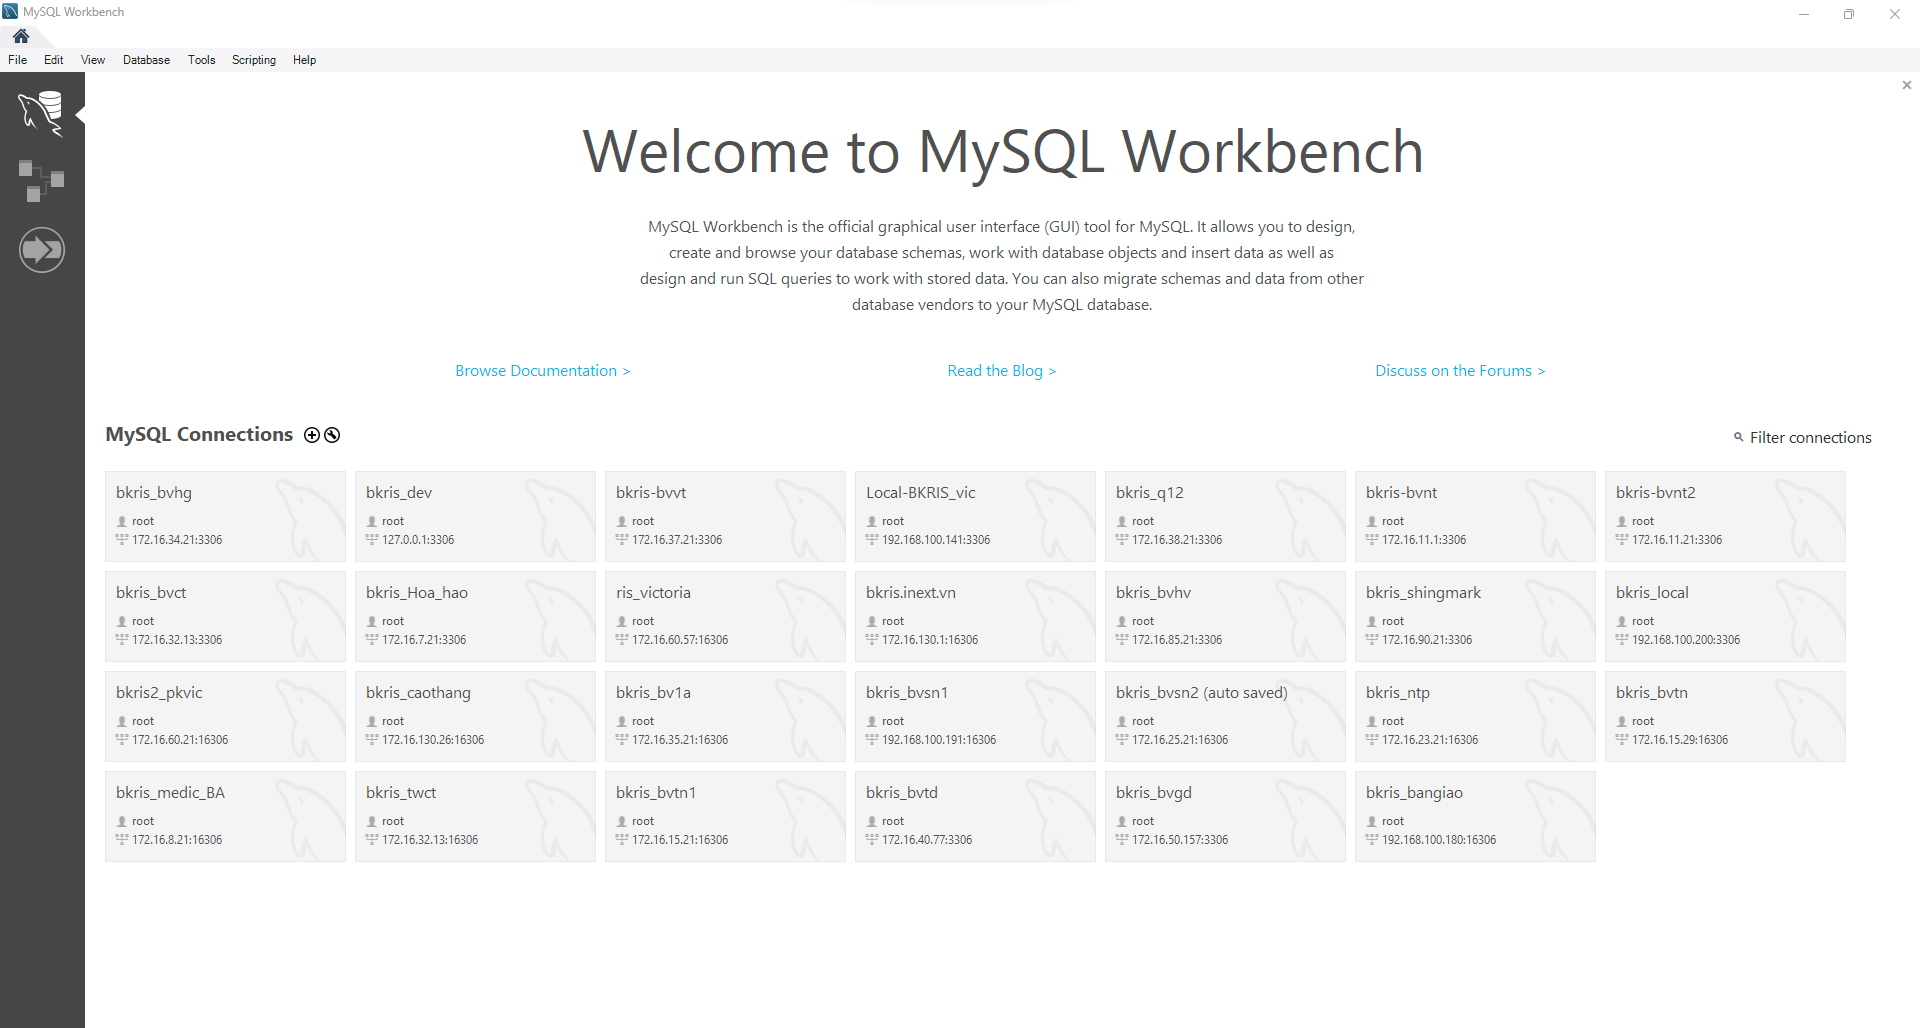 MySQL Workbench
File Edit View Database Tools Scripting Help
Welcome to MySQL Workbench
MySQL Workbench is the official graphical user interface (GUI) tool for MySQL. It allows you to design,
create and browse your database schemas, work with database objects and insert data as well as
design and run SQL queries to work with stored data. You can also migrate schemas and data from other
database vendors to your MySQL database.
Browse Documentation > Read the Blog > Discuss on the Forums >
MySQL Connections
Filter connections
bkris_bvhg
root
172.16.34.21:3306
bkris_dev
root
127.0.0.1:3306
bkris-bvvt
root
172.16.37.21:3306
Local-BKRIS_vic
root
192.168.100.141:3306
bkris_q12
root
172.16.38.21:3306
bkris-bvnt
root
172.16.11.1:3306
bkris-bvnt2
root
172.16.11.21:3306
bkris_bvct
root
172.16.32.13:3306
bkris_Hoa_hao
root
172.16.7.21:3306
ris_victoria
root
172.16.60.57:16306
bkris.inext.vn
root
172.16.130.1:16306
bkris_bvhv
root
172.16.85.21:3306
bkris_shingmark
root
172.16.90.21:3306
bkris_local
root
192.168.100.200:3306
bkris2_pkvic
root
172.16.60.21:16306
bkris_caothang
root
172.16.130.26:16306
bkris_bv1a
root
172.16.35.21:16306
bkris_bvsn1
root
192.168.100.191:16306
bkris_bvsn2 (auto saved)
root
172.16.25.21:16306
bkris_ntp
root
172.16.23.21:16306
bkris_bvtn
root
172.16.15.29:16306
bkris_medic_BA
root
172.16.8.21:16306
bkris_twct
root
172.16.32.13:16306
bkris_bvtn1
root
172.16.15.21:16306
bkris_bvtd
root
172.16.40.77:3306
bkris_bvgd
root
172.16.50.157:3306
bkris_bangiao
root
192.168.100.180:16306